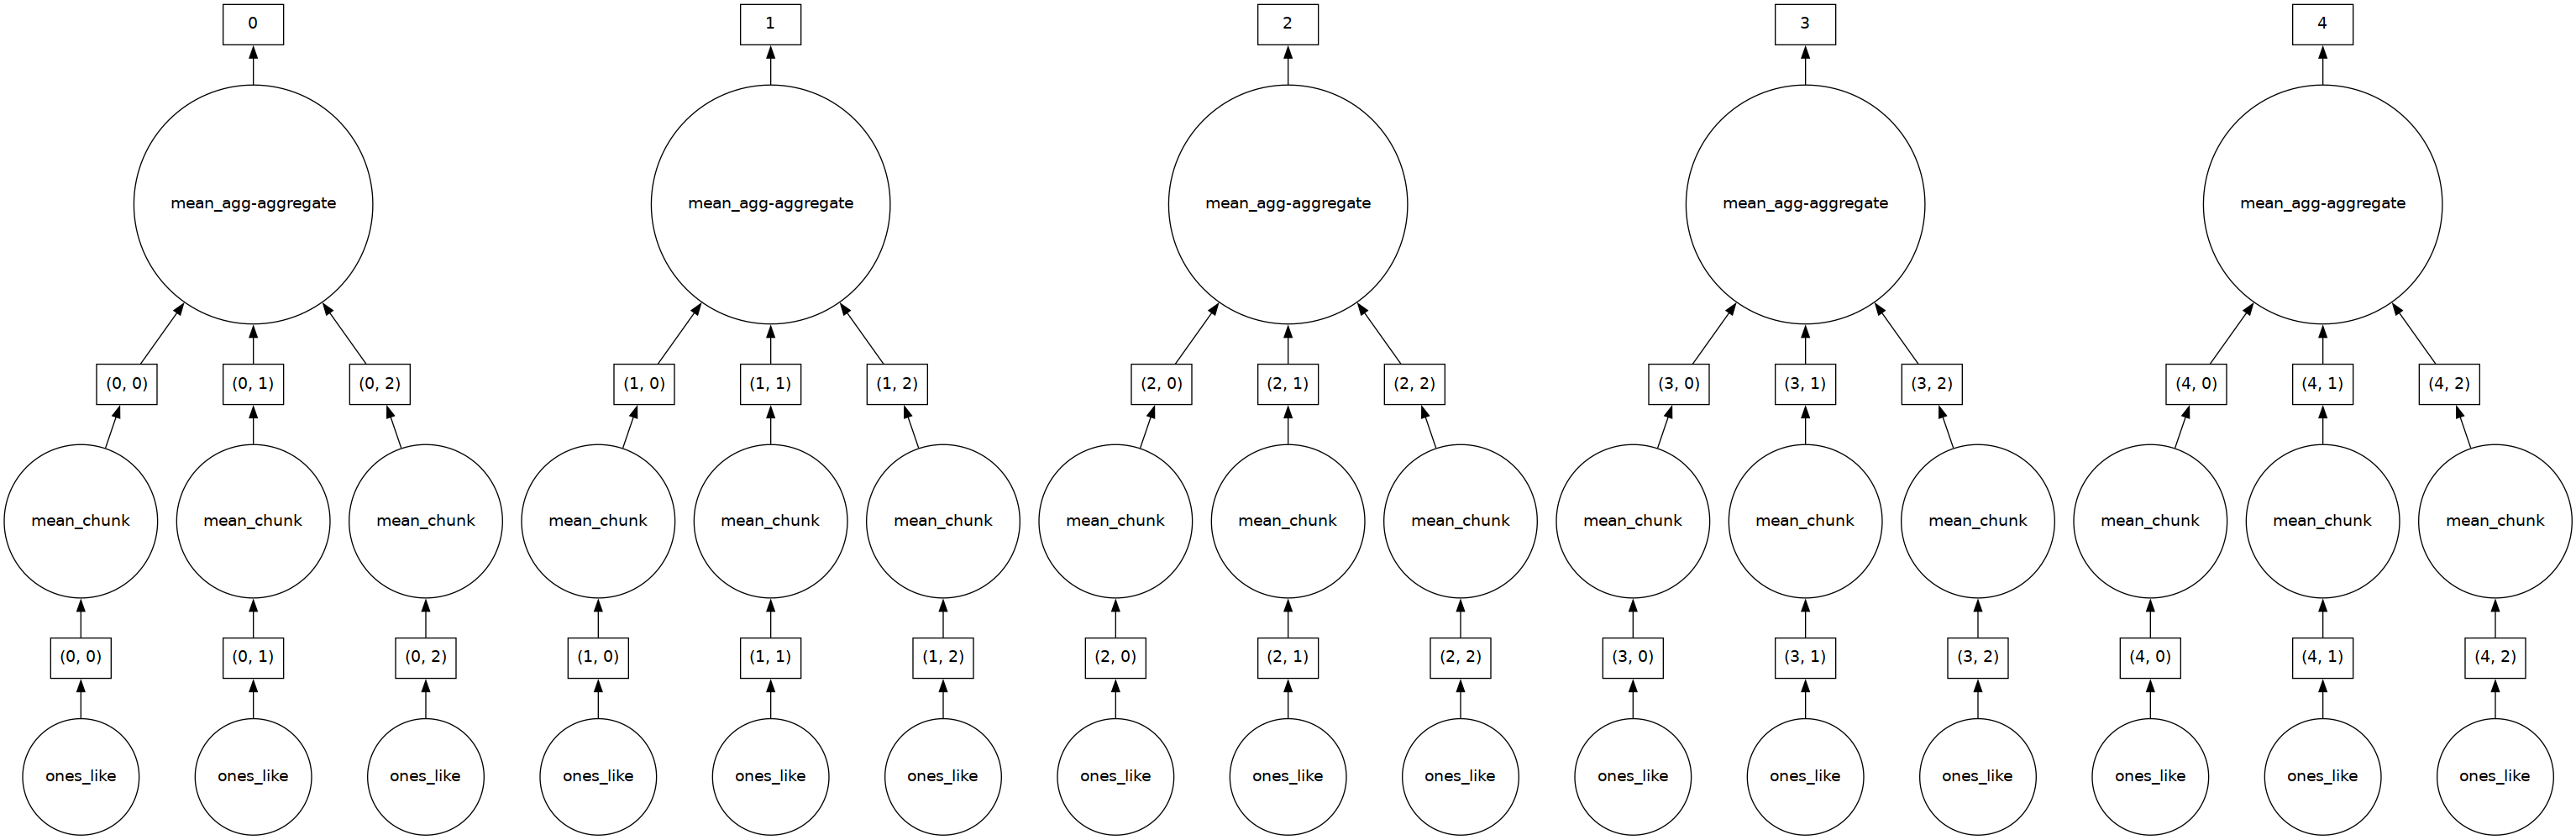 0 1 2 3 4
mean_agg-aggregate mean_agg-aggregate mean_agg-aggregate mean_agg-aggregate mean_agg-aggregate
(0, 0) (0, 1) (0, 2) (1, 0) (1, 1) (1, 2) (2, 0) (2, 1) (2, 2) (3, 0) (3, 1) (3, 2) (4, 0) (4, 1) (4, 2)
mean_chunk mean_chunk mean_chunk mean_chunk mean_chunk mean_chunk mean_chunk mean_chunk mean_chunk mean_chunk mean_chunk mean_chunk mean_chunk mean_chunk mean_chunk
(0, 0) (0, 1) (0, 2) (1, 0) (1, 1) (1, 2) (2, 0) (2, 1) (2, 2) (3, 0) (3, 1) (3, 2) (4, 0) (4, 1) (4, 2)
ones_like ones_like ones_like ones_like ones_like ones_like ones_like ones_like ones_like ones_like ones_like ones_like ones_like ones_like ones_like